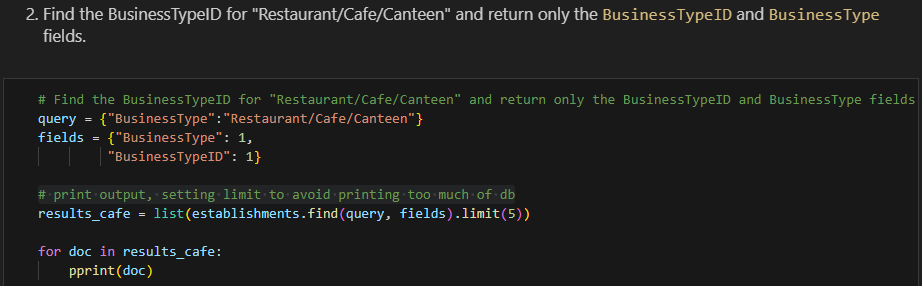 2. Find the BusinessTypeID for "Restaurant/Cafe/Canteen" and return only the BusinessTypeID and BusinessType
fields.
# Find the BusinessTypeID for "Restaurant/Cafe/Canteen" and return only the BusinessTypeID and BusinessType fields
query = {"BusinessType":"Restaurant/Cafe/Canteen"}
fields = {"BusinessType": 1,
"BusinessTypeID": 1}
# print output, setting limit to avoid printing too much of db
results_cafe = list(establishments.find(query, fields).limit(5))
for doc in results_cafe:
pprint(doc)